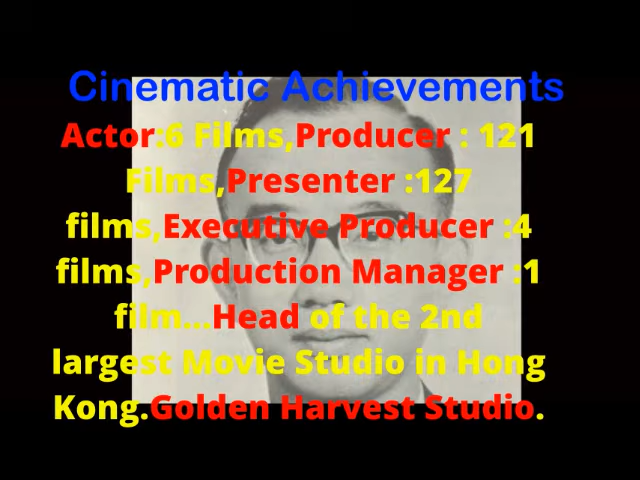 Cinematic Achievements
Actor:6 Films,Producer : 121
Films,Presenter :127
films,Executive Producer :4
films,Production Manager :1
film...Head of the 2nd
largest Movie Studio in Hong
Kong.Golden Harvest Studio.